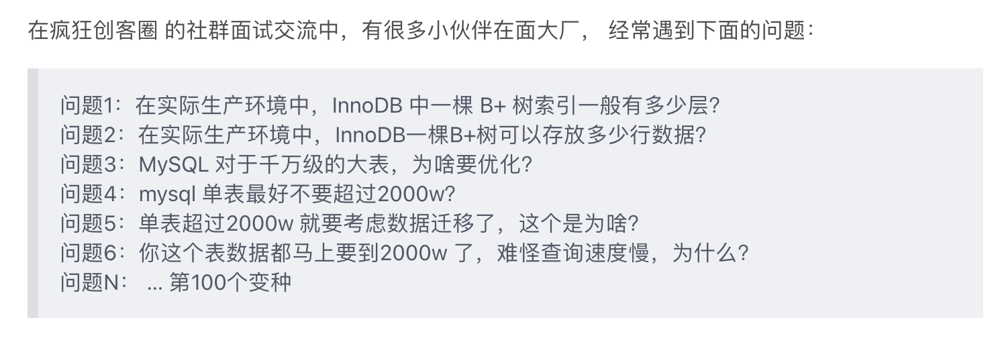 在疯狂创客圈 的社群面试交流中，有很多小伙伴在面大厂， 经常遇到下面的问题：
问题1：在实际生产环境中，InnoDB 中一棵 B+ 树索引一般有多少层？
问题2：在实际生产环境中，InnoDB一棵B+树可以存放多少行数据？
问题3：MySQL 对于千万级的大表，为啥要优化？
问题4：mysql 单表最好不要超过2000w？
问题5：单表超过2000w 就要考虑数据迁移了，这个是为啥？
问题6：你这个表数据都马上要到2000w 了，难怪查询速度慢，为什么？
问题N： ... 第100个变种